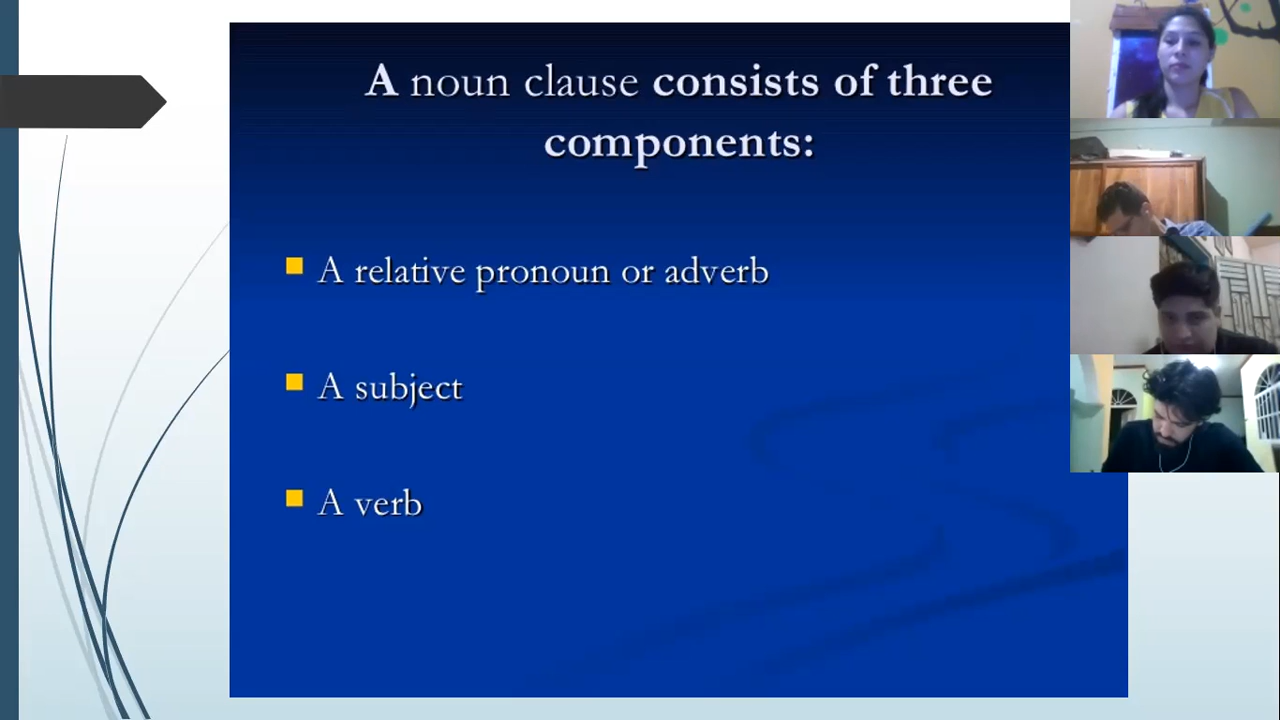 A noun clause consists of three
components:
A relative pronoun or adverb
A subject
A verb